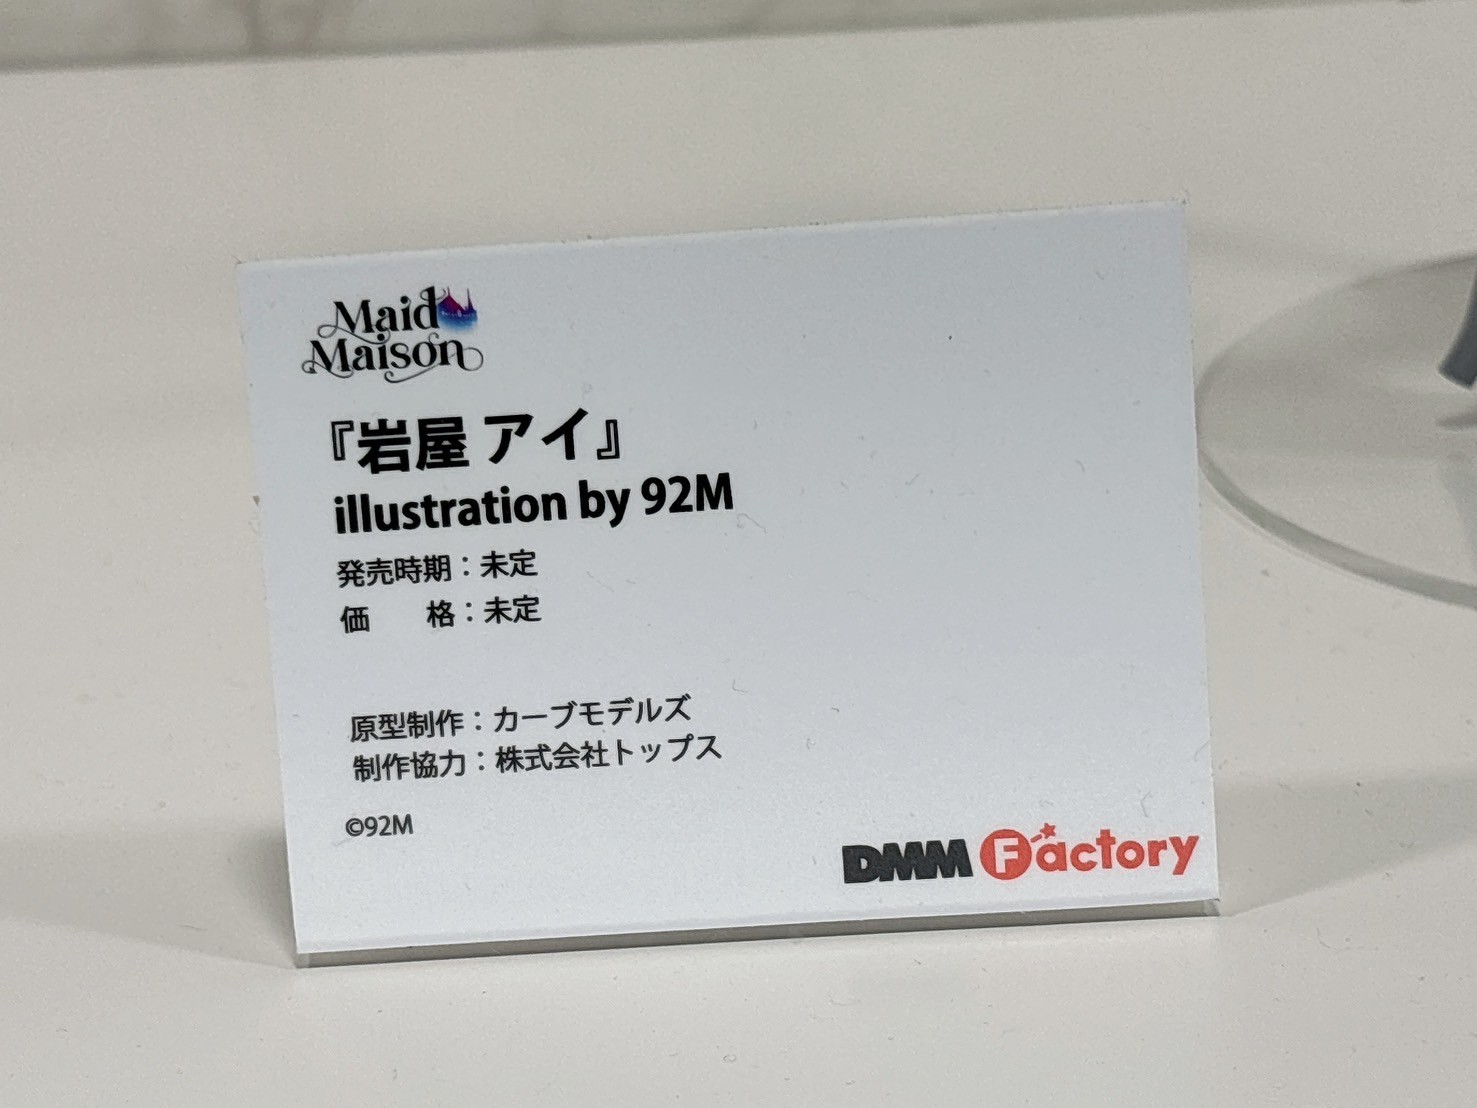 Maid
Maison
『岩屋 アイ』
illustration by 92M
発売時期：未定
価　　格：未定
原型制作：カーブモデルズ
制作協力：株式会社トップス
©92M
DMM Factory